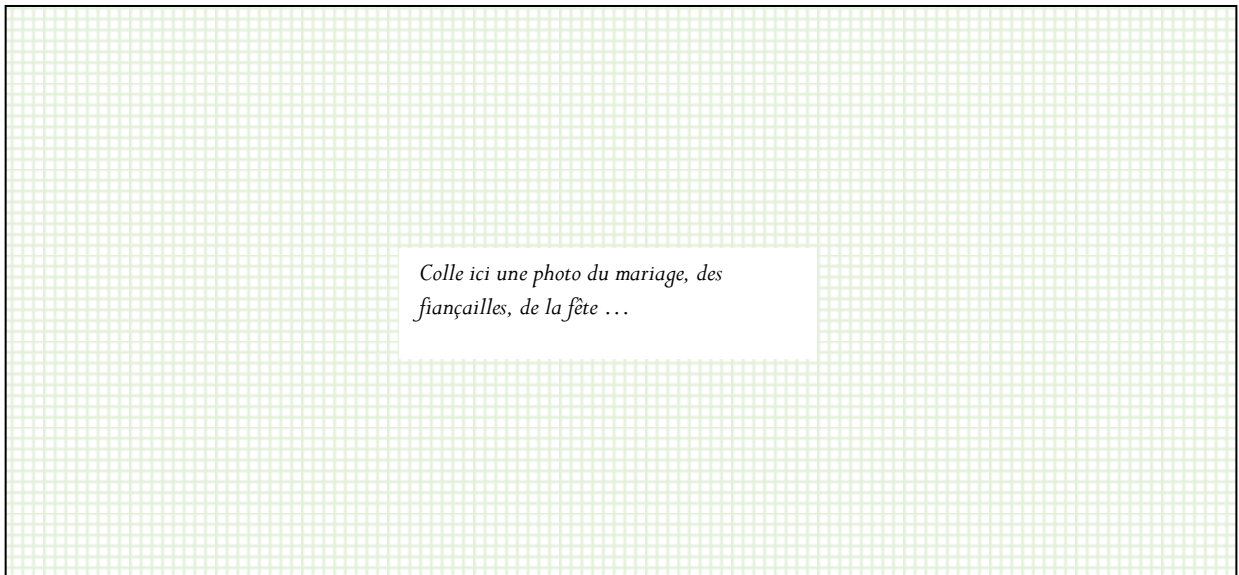 Colle ici une photo du mariage, des
fiançailles, de la fête …